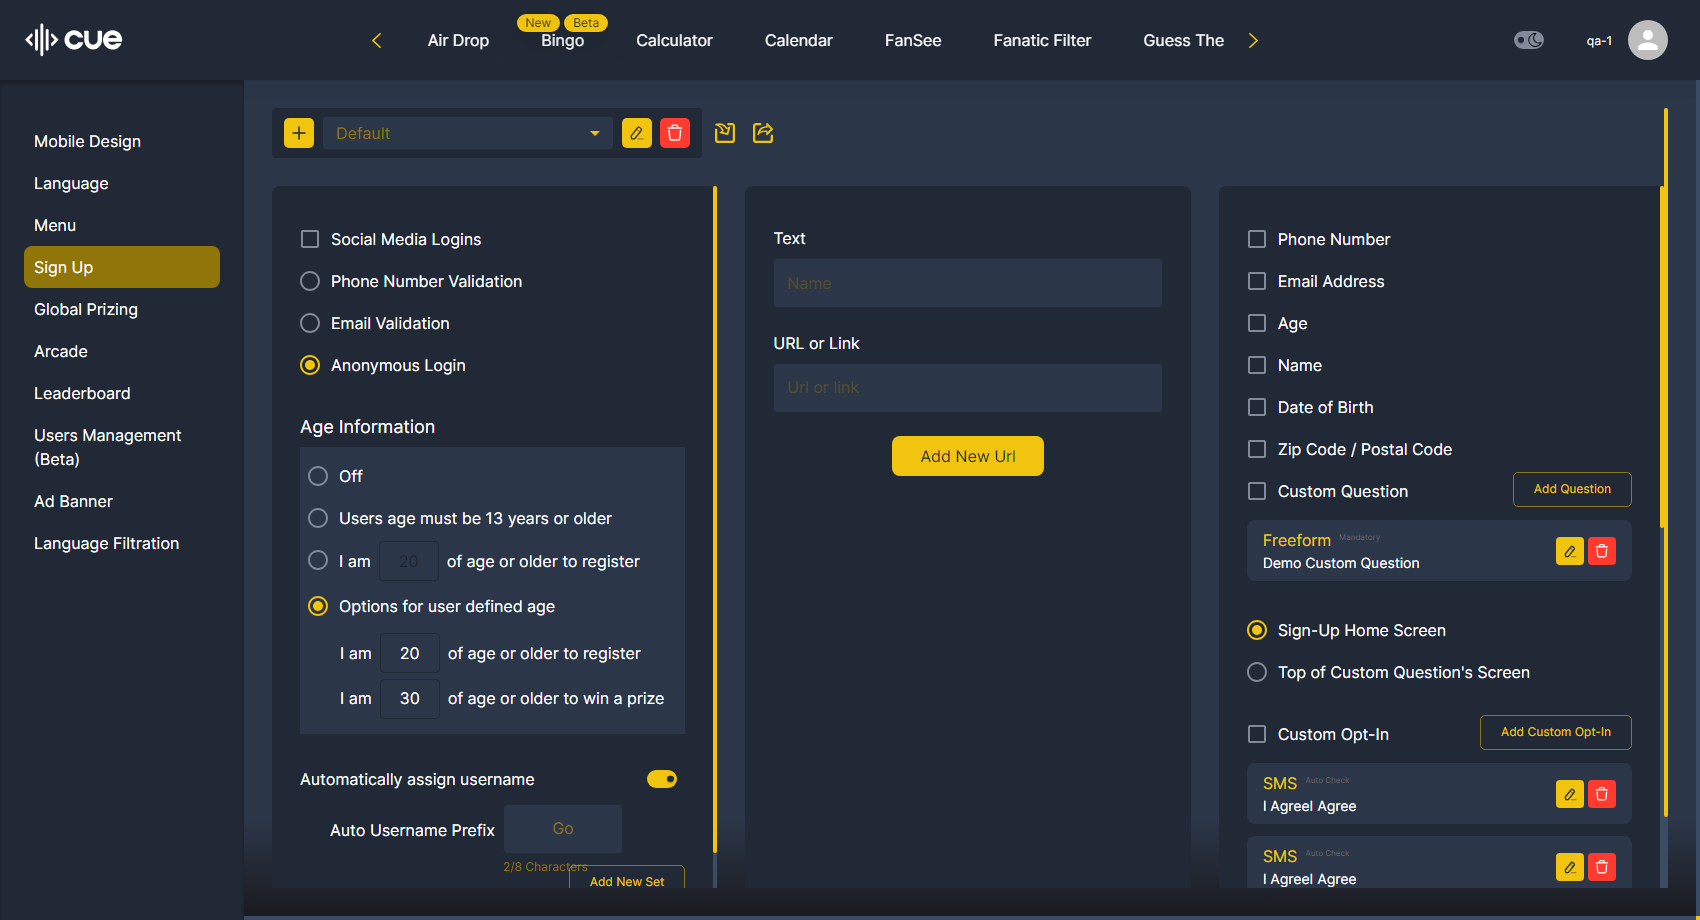 cue
New
Beta
Air Drop
Bingo
Calculator
Calendar
FanSee
Fanatic Filter
Guess The
qa-1
Mobile Design
Language
Menu
Sign Up
Global Prizing
Arcade
Leaderboard
Users Management
(Beta)
Ad Banner
Language Filtration
Default
Social Media Logins
Phone Number Validation
Email Validation
Anonymous Login
Age Information
Off
Users age must be 13 years or older
I am 20 of age or older to register
Options for user defined age
I am 20 of age or older to register
I am 30 of age or older to win a prize
Automatically assign username
Auto Username Prefix Go
2/8 Characters
Add New Set
Text
Name
URL or Link
Url or link
Add New Url
Phone Number
Email Address
Age
Name
Date of Birth
Zip Code / Postal Code
Custom Question
Add Question
Freeform Mandatory
Demo Custom Question
Sign-Up Home Screen
Top of Custom Question's Screen
Custom Opt-In
Add Custom Opt-In
SMS Auto Check
I AgreeI Agree
SMS Auto Check
I AgreeI Agree